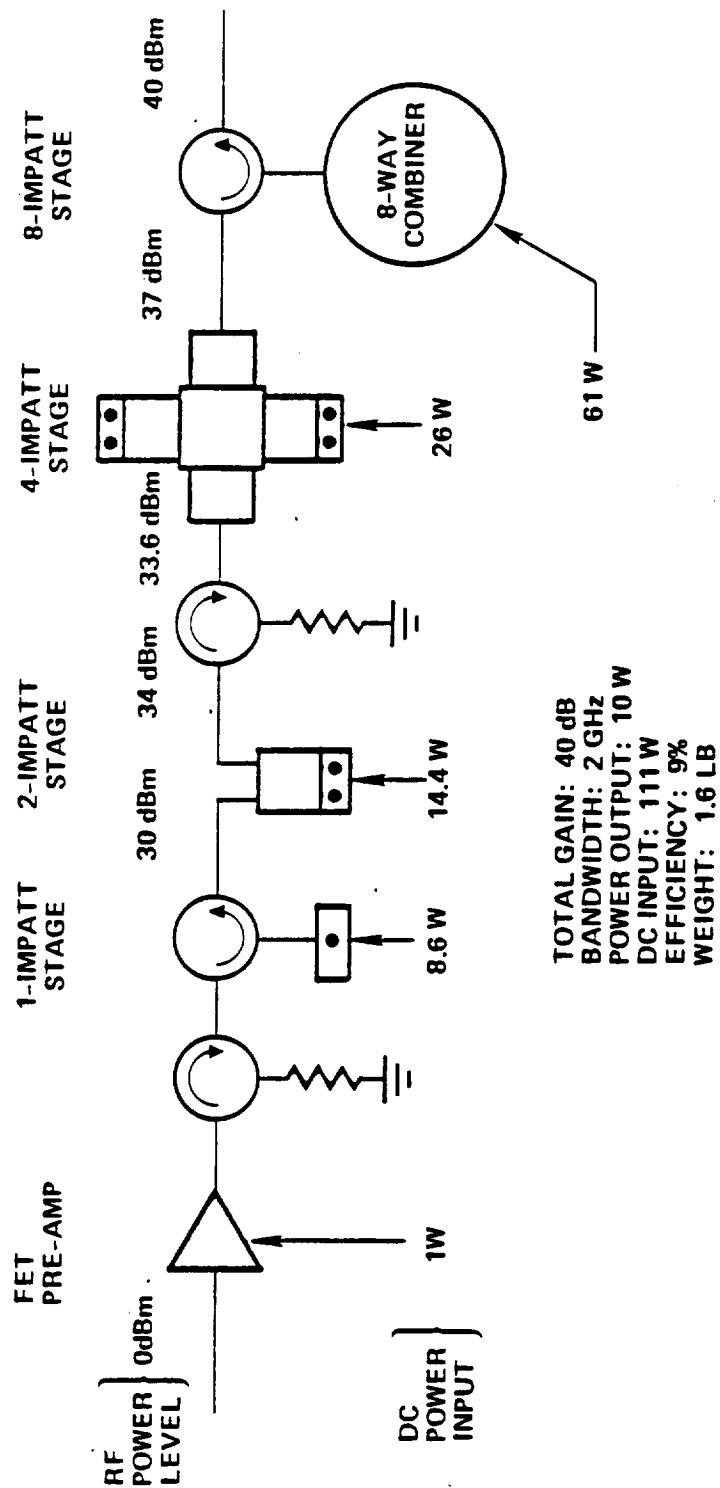 FET
PRE-AMP
1-IMPATT
STAGE
2-IMPATT
STAGE
4-IMPATT
STAGE
8-IMPATT
STAGE
RF
POWER
LEVEL
0dBm
30 dBm
34 dBm
33.6 dBm
37 dBm
40 dBm
8-WAY
COMBINER
DC
POWER
INPUT
1W
8.6 W
14.4 W
26 W
61 W
TOTAL GAIN: 40 dB
BANDWIDTH: 2 GHz
POWER OUTPUT: 10 W
DC INPUT: 111 W
EFFICIENCY: 9%
WEIGHT: 1.6 LB